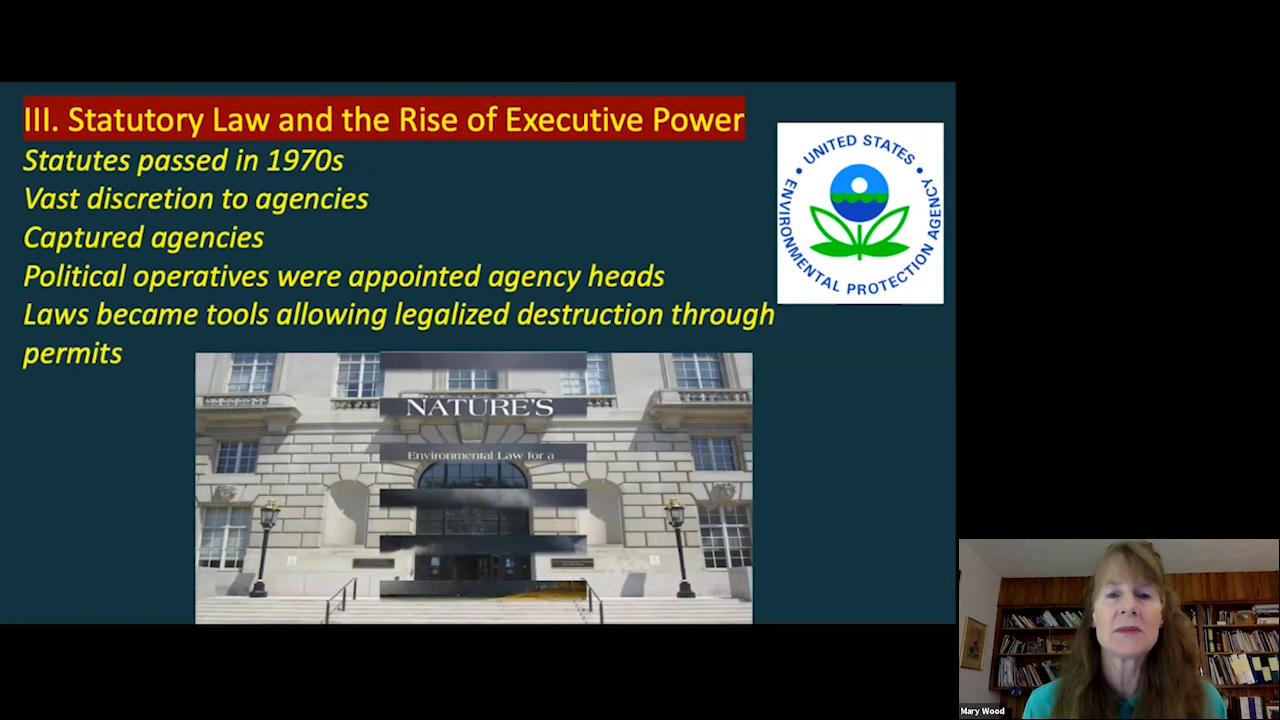 III. Statutory Law and the Rise of Executive Power
Statutes passed in 1970s
Vast discretion to agencies
Captured agencies
Political operatives were appointed agency heads
Laws became tools allowing legalized destruction through
permits
UNITED STATES
ENVIRONMENTAL PROTECTION AGENCY
NATURE'S
Environmental Law for a
Mary Wood